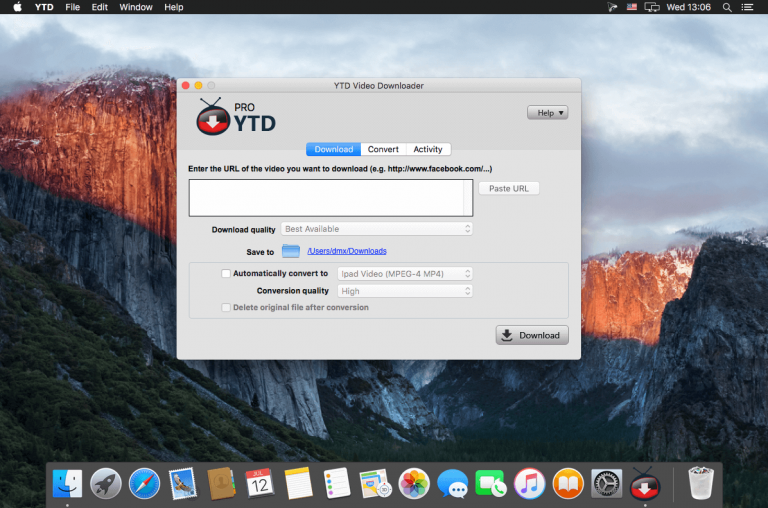 YTD File Edit Window Help Wed 13:06
YTD Video Downloader
PRO
YTD
Help
Download Convert Activity
Enter the URL of the video you want to download (e.g. http://www.facebook.com/...)
Paste URL
Download quality Best Available
Save to /Users/dmx/Downloads
Automatically convert to Ipad Video (MPEG-4 MP4)
Conversion quality High
Delete original file after conversion
Download
JUL
12